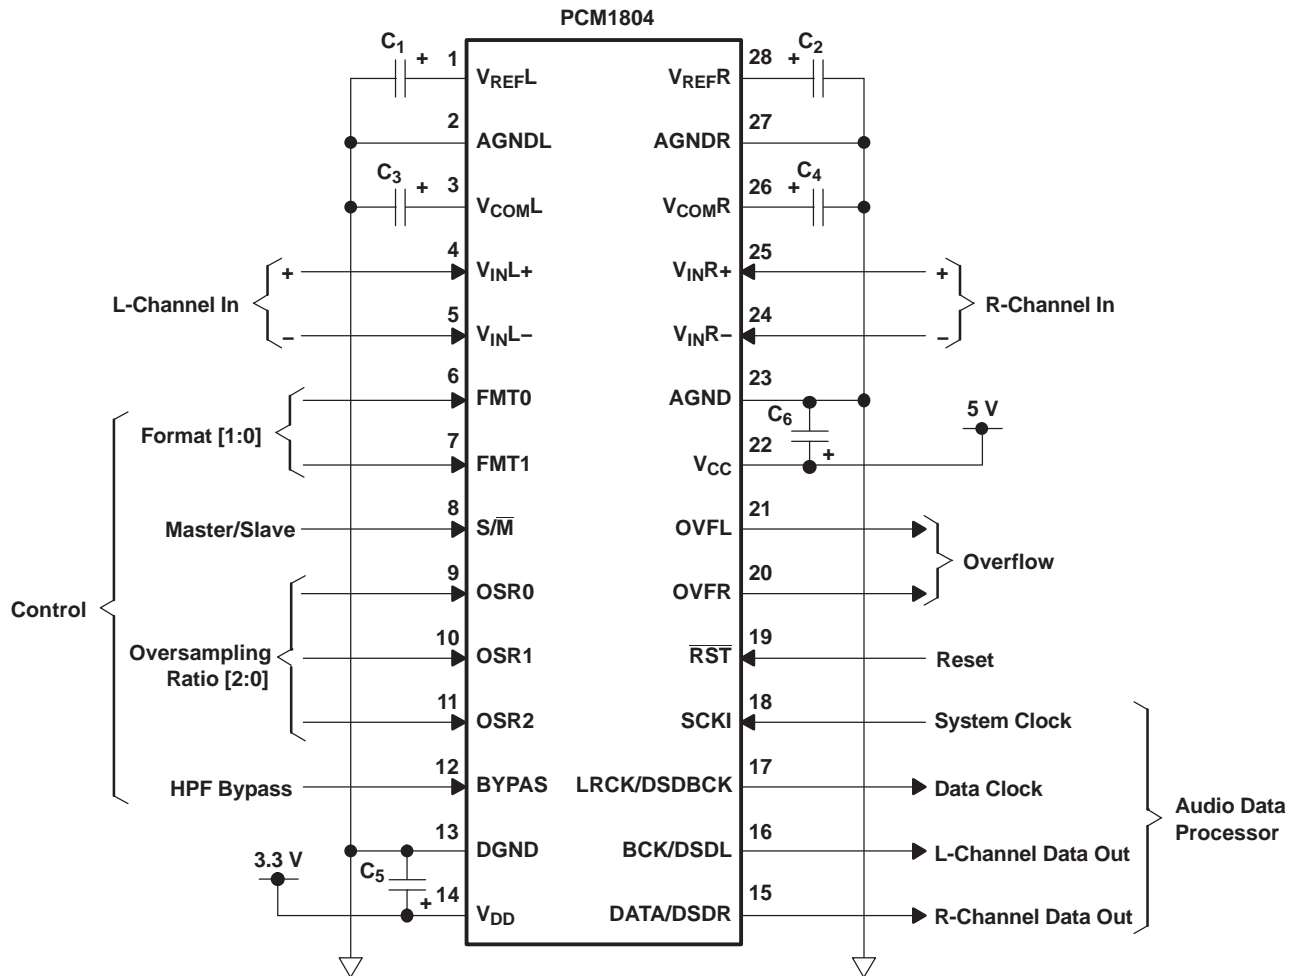 PCM1804
C1 + 1 VREFL
2 AGNDL
C3 + 3 VCOML
L-Channel In
+ 4 VINL+
− 5 VINL−
Control
Format [1:0]
6 FMT0
7 FMT1
Master/Slave 8 S/M̅
Oversampling
Ratio [2:0]
9 OSR0
10 OSR1
11 OSR2
HPF Bypass 12 BYPAS
13 DGND
3.3 V
C5 + 14 VDD
VREFR 28 + C2
AGNDR 27
VCOMR 26 + C4
VINR+ 25 +
VINR− 24 −
R-Channel In
AGND 23
C6 +
5 V
VCC 22
OVFL 21
OVFR 20
Overflow
R̅S̅T̅ 19 Reset
SCKI 18 System Clock
LRCK/DSDBCK 17 Data Clock
BCK/DSDL 16 L-Channel Data Out
DATA/DSDR 15 R-Channel Data Out
Audio Data
Processor